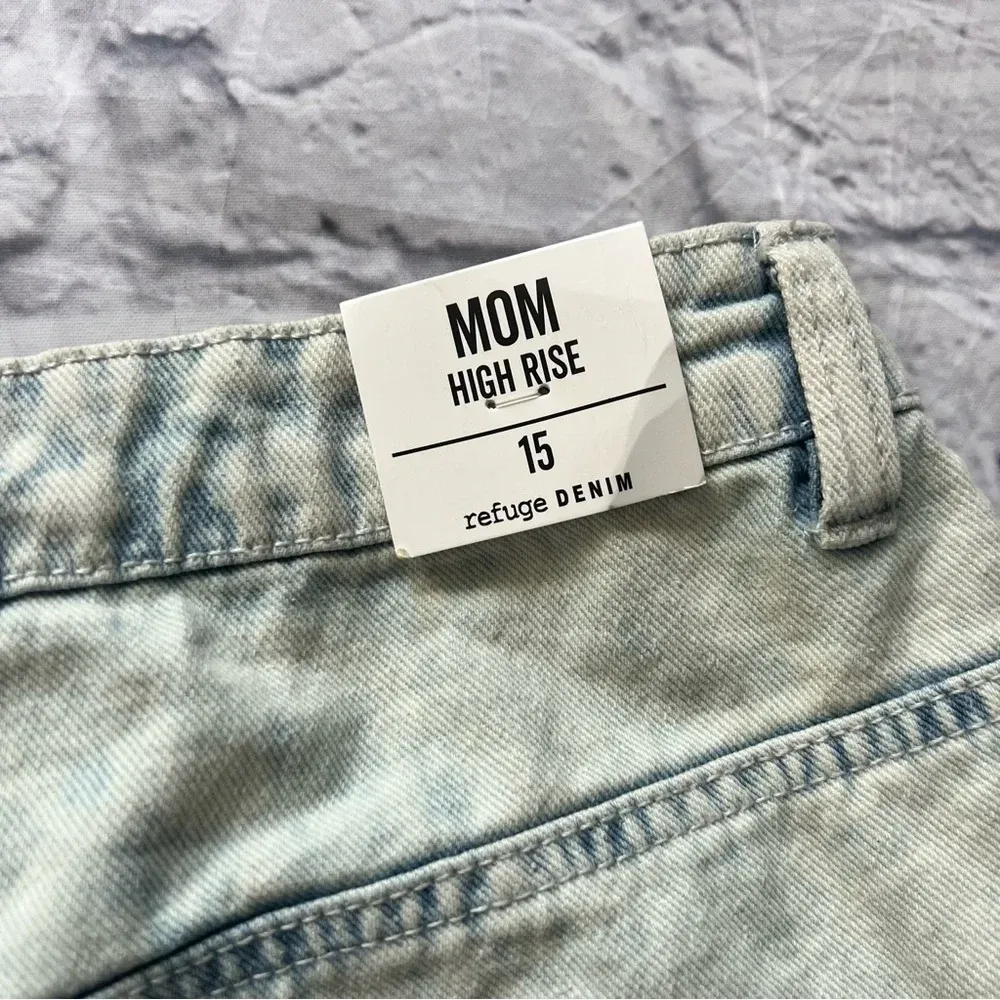 MOM
HIGH RISE
15
refuge DENIM